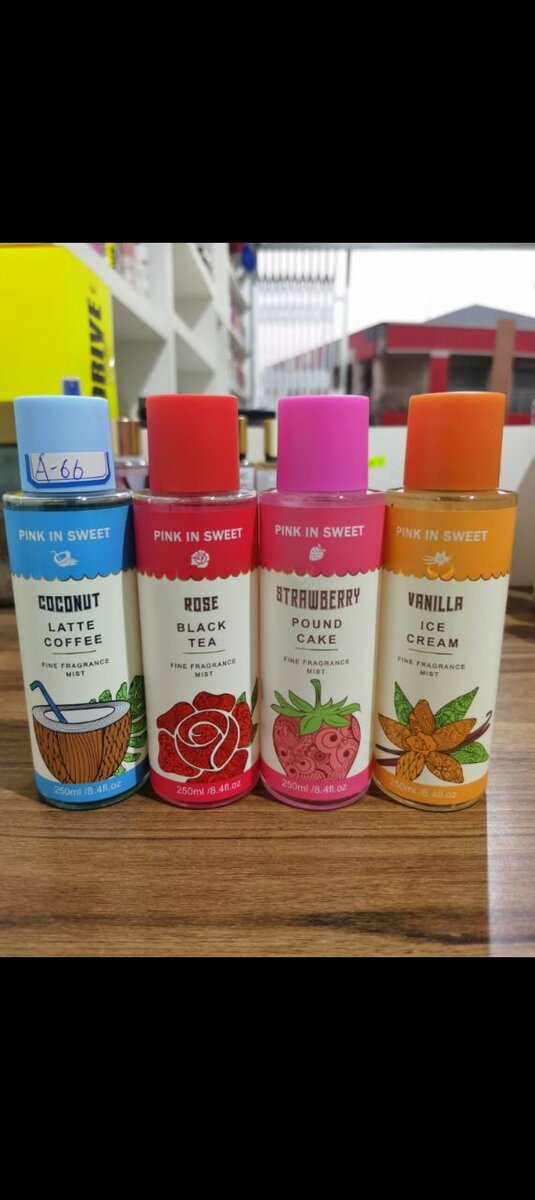 DRIVE
A-66
PINK IN SWEET
COCONUT
LATTE
COFFEE
FINE FRAGRANCE
MIST
250ml /8.4fl.oz
PINK IN SWEET
ROSE
BLACK
TEA
FINE FRAGRANCE
MIST
250ml /8.4fl.oz
PINK IN SWEET
STRAWBERRY
POUND
CAKE
FINE FRAGRANCE
MIST
250ml /8.4fl.oz
PINK IN SWEET
VANILLA
ICE
CREAM
FINE FRAGRANCE
MIST
250ml /8.4fl.oz